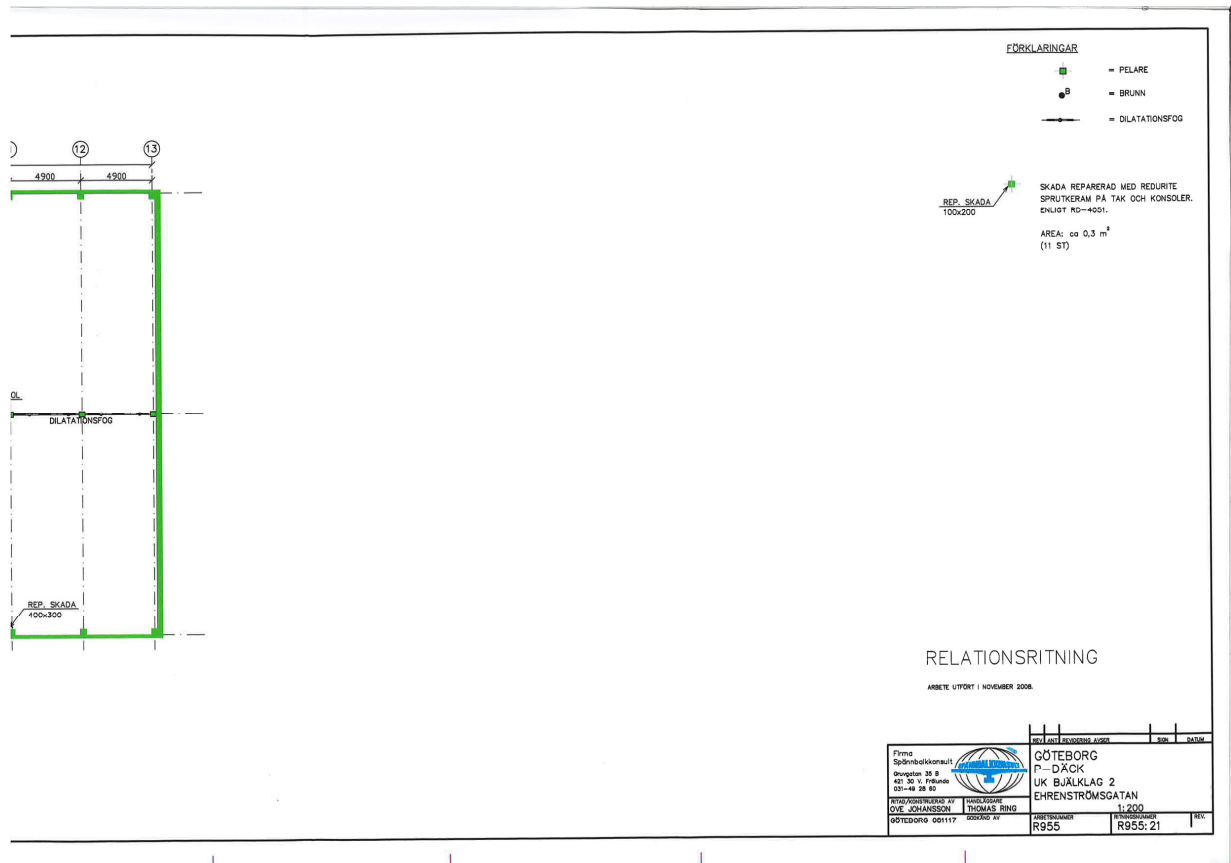 FÖRKLARINGAR
= PELARE
B
= BRUNN
= DILATATIONSFOG
12
13
4900
4900
REP. SKADA
100x200
SKADA REPARERAD MED REDURITE
SPRUTKERAM PÅ TAK OCH KONSOLER.
ENLIGT RD-4051.
AREA: ca 0,3 m²
(11 ST)
OL
DILATATIONSFOG
REP. SKADA
400x300
RELATIONSRITNING
ARBETE UTFÖRT I NOVEMBER 2006.
REV ANT REVIDERING AVSER SIGN DATUM
Firma
Spännbalkkonsult
Gruvgatan 35 B
421 30 V. Frölunda
031-49 28 60
SPÄNNBALKKONSULT
GÖTEBORG
P-DÄCK
UK BJÄLKLAG 2
EHRENSTRÖMSGATAN
1:200
RITAD/KONSTRUERAD AV
OVE JOHANSSON
HANDLÄGGARE
THOMAS RING
GÖTEBORG 061117
GODKÄND AV
ARBETSNUMMER
R955
RITNINGSNUMMER
R955:21
REV.